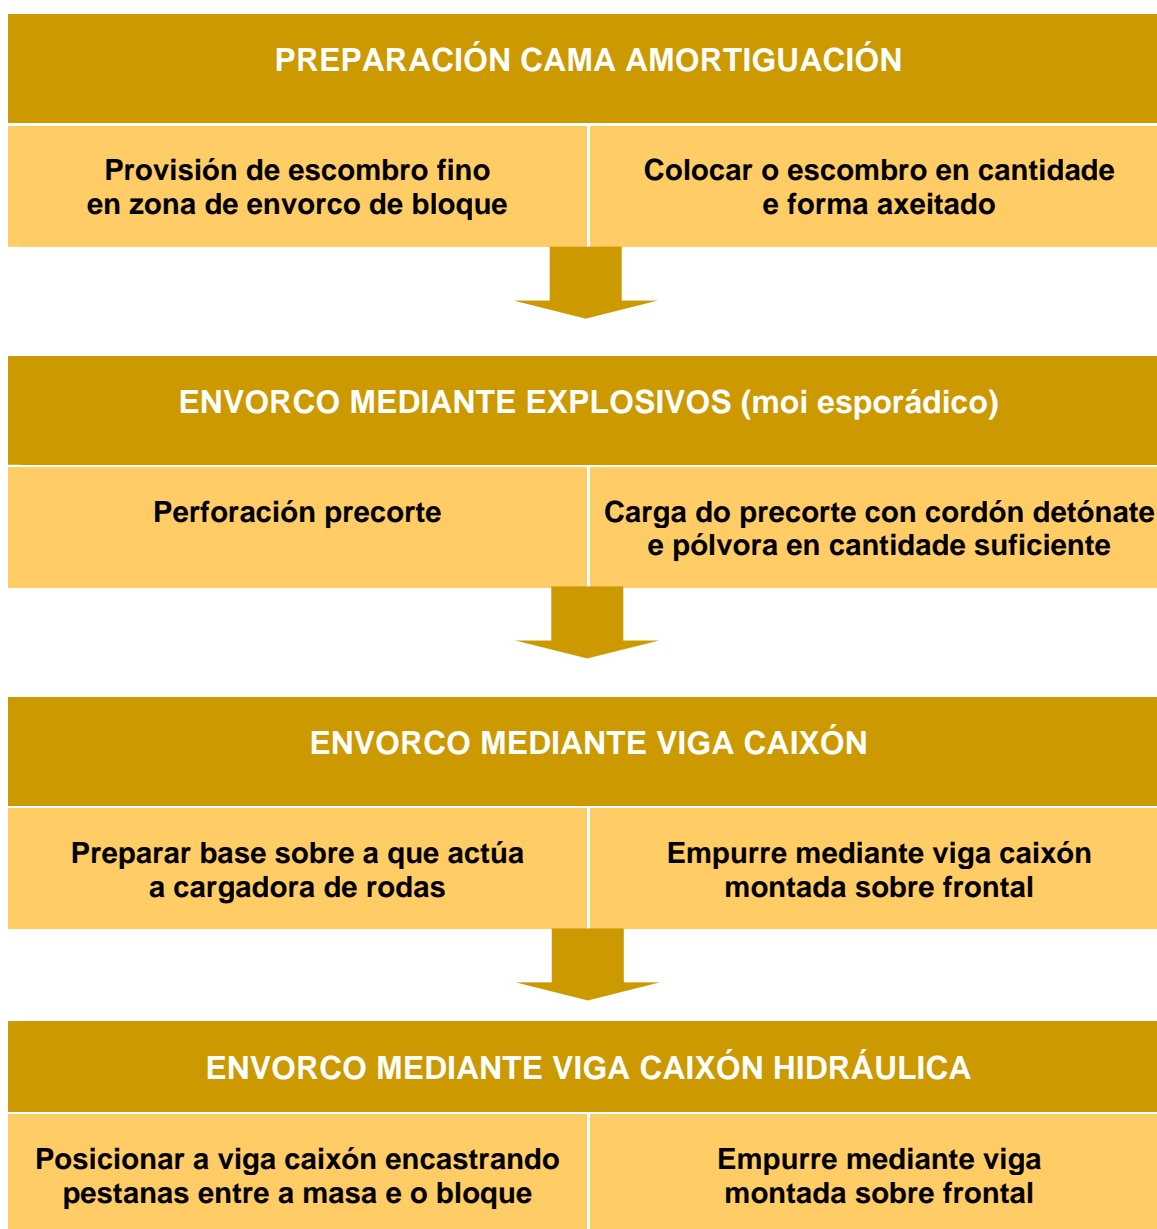 PREPARACIÓN CAMA AMORTIGUACIÓN
Provisión de escombro fino
en zona de envorco de bloque
Colocar o escombro en cantidade
e forma axeitado
ENVORCO MEDIANTE EXPLOSIVOS (moi esporádico)
Perforación precorte
Carga do precorte con cordón detónate
e pólvora en cantidade suficiente
ENVORCO MEDIANTE VIGA CAIXÓN
Preparar base sobre a que actúa
a cargadora de rodas
Empurre mediante viga caixón
montada sobre frontal
ENVORCO MEDIANTE VIGA CAIXÓN HIDRÁULICA
Posicionar a viga caixón encastrando
pestanas entre a masa e o bloque
Empurre mediante viga
montada sobre frontal